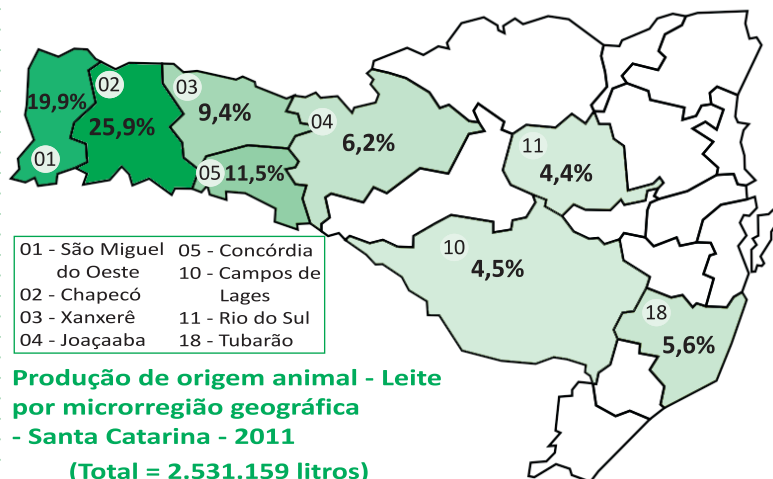 02
03
19,9%
9,4%
25,9%
04
6,2%
11
01
05
11,5%
4,4%
10
4,5%
18
5,6%
01 - São Miguel
do Oeste
02 - Chapecó
03 - Xanxerê
04 - Joaçaaba
05 - Concórdia
10 - Campos de
Lages
11 - Rio do Sul
18 - Tubarão
Produção de origem animal - Leite
por microrregião geográfica
- Santa Catarina - 2011
(Total = 2.531.159 litros)